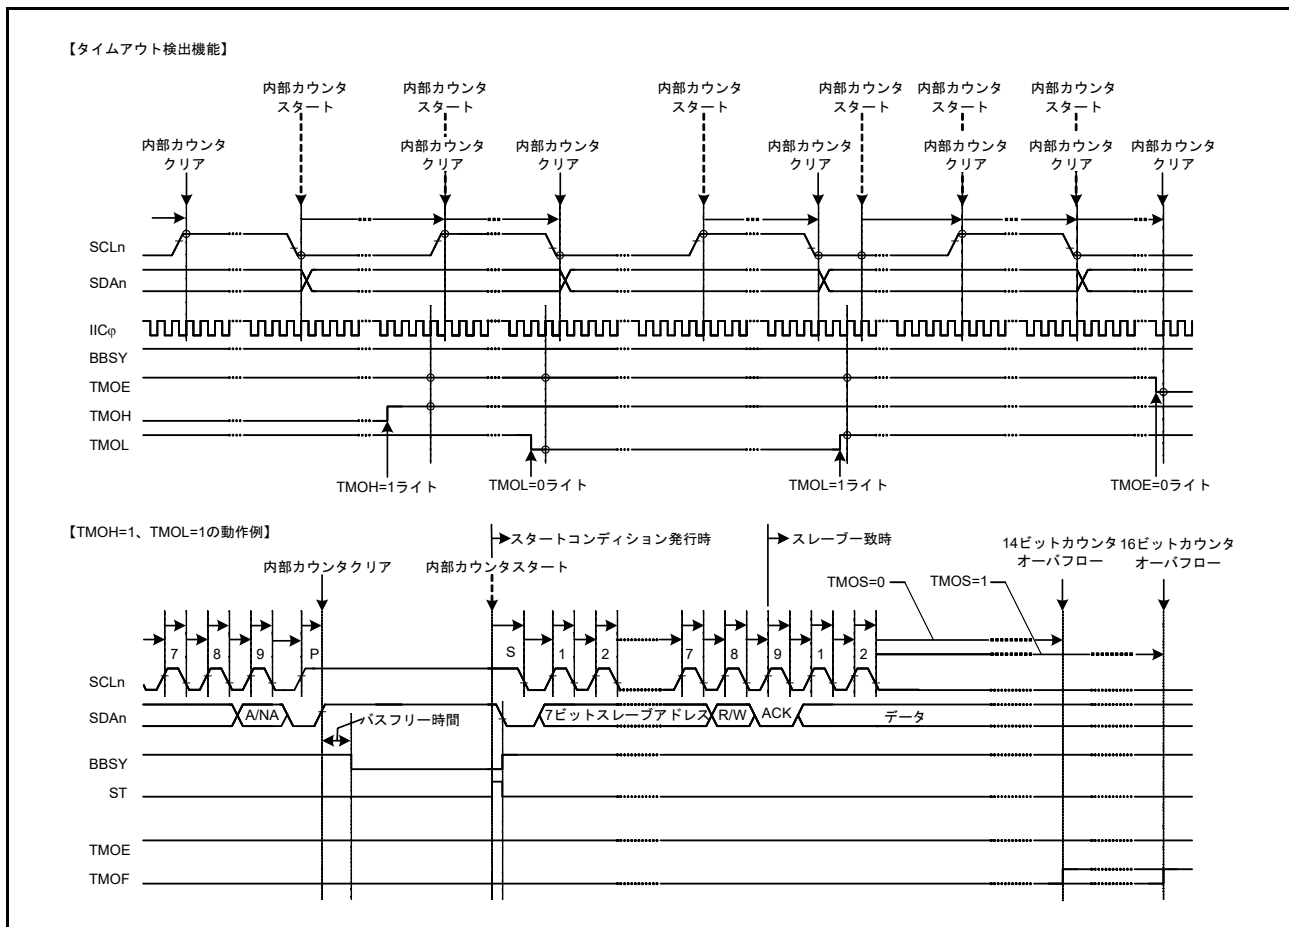 【タイムアウト検出機能】
内部カウンタ
スタート
内部カウンタ
スタート
内部カウンタ
スタート
内部カウンタ
スタート
内部カウンタ
スタート
内部カウンタ
スタート
内部カウンタ
クリア
内部カウンタ
クリア
内部カウンタ
クリア
内部カウンタ
クリア
内部カウンタ
クリア
内部カウンタ
クリア
内部カウンタ
クリア
SCLn
SDAn
IICφ
BBSY
TMOE
TMOH
TMOL
TMOH=1ライト
TMOL=0ライト
TMOL=1ライト
TMOE=0ライト
【TMOH=1、TMOL=1の動作例】
スタートコンディション発行時
スレーブ一致時
14ビットカウンタ
オーバフロー
16ビットカウンタ
オーバフロー
内部カウンタクリア
内部カウンタスタート
TMOS=0
TMOS=1
7 8 9 P S 1 2 7 8 9 1 2
SCLn
SDAn
A/NA
7ビットスレーブアドレス
R/W
ACK
データ
バスフリー時間
BBSY
ST
TMOE
TMOF